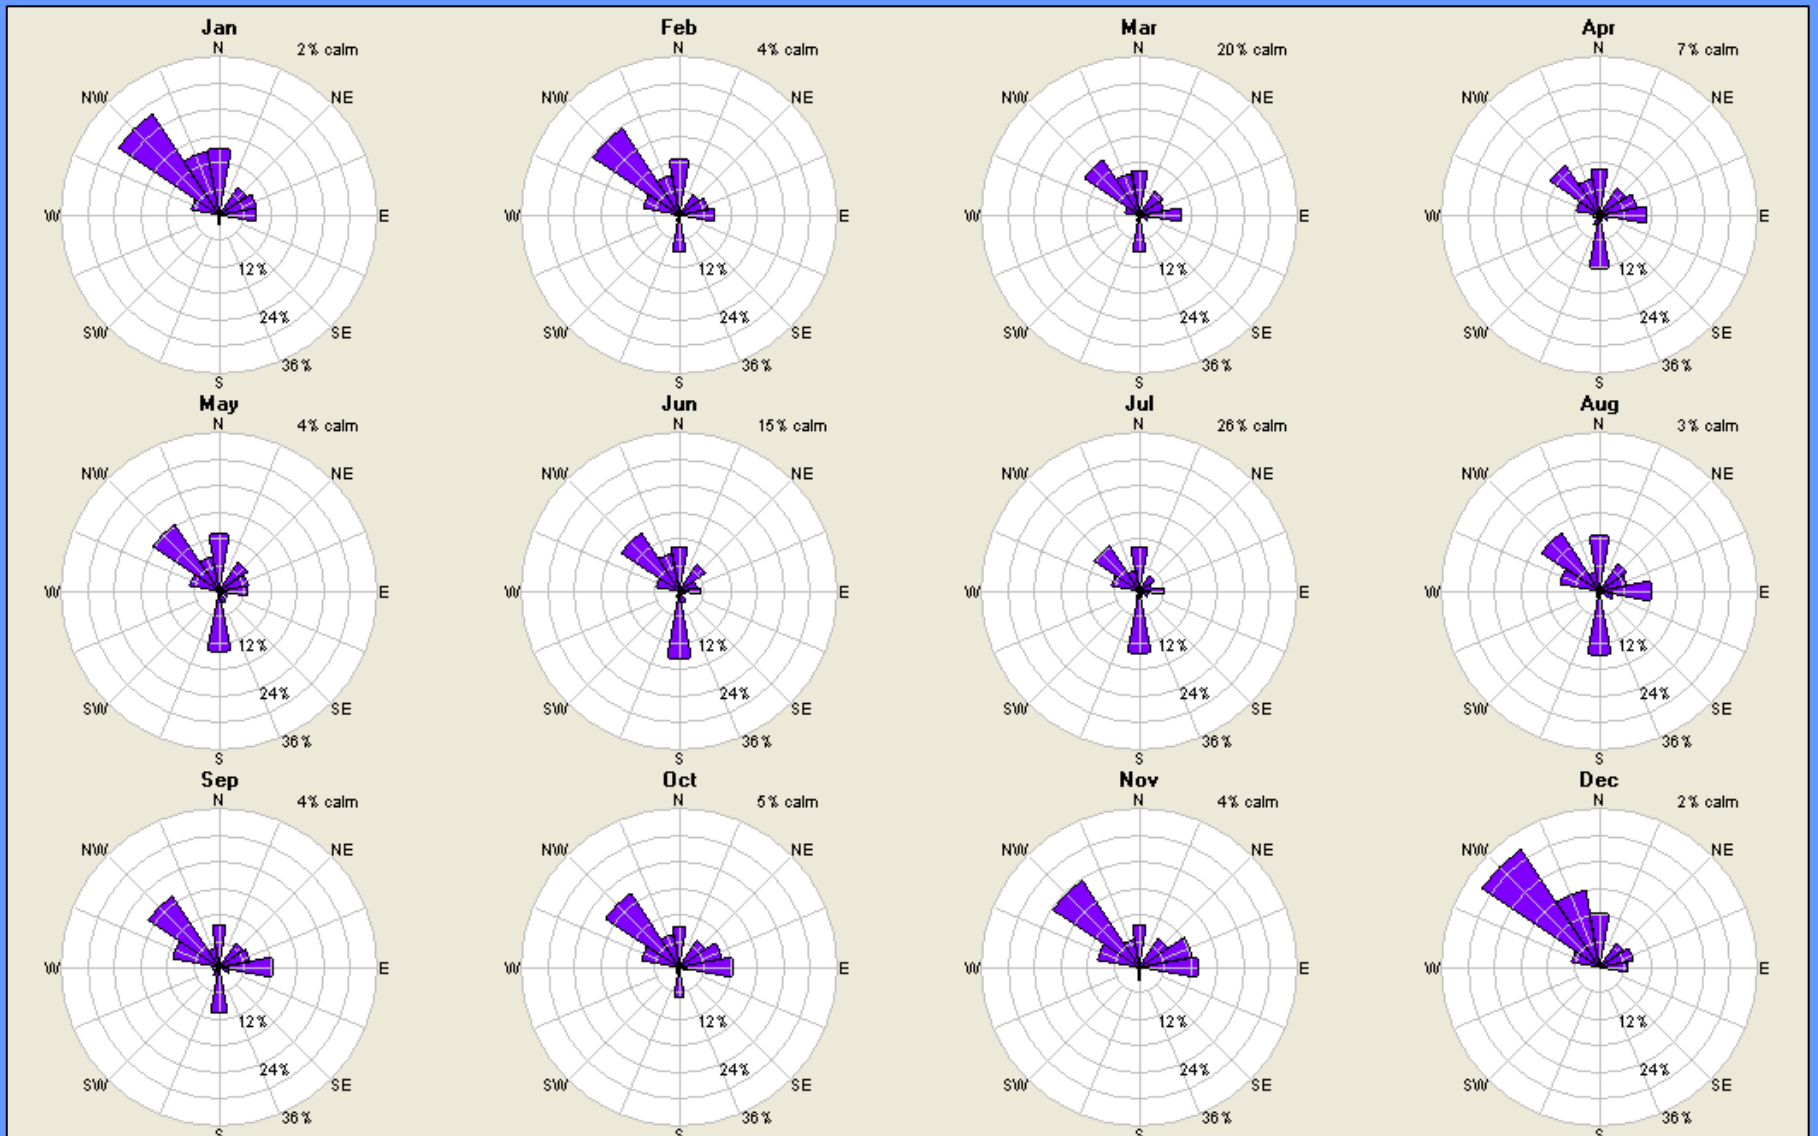 Jan Feb Mar Apr
N 2% calm N 4% calm N 20% calm N 7% calm
NW NE NW NE NW NE NW NE
W E W E W E W E
12% 12% 12% 12%
24% 24% 24% 24%
SW SE SW SE SW SE SW SE
36% 36% 36% 36%
S S S S
May Jun Jul Aug
N 4% calm N 15% calm N 26% calm N 3% calm
NW NE NW NE NW NE NW NE
W E W E W E W E
12% 12% 12% 12%
24% 24% 24% 24%
SW SE SW SE SW SE SW SE
36% 36% 36% 36%
S S S S
Sep Oct Nov Dec
N 4% calm N 5% calm N 4% calm N 2% calm
NW NE NW NE NW NE NW NE
W E W E W E W E
12% 12% 12% 12%
24% 24% 24% 24%
SW SE SW SE SW SE SW SE
36% 36% 36% 36%
S S S S